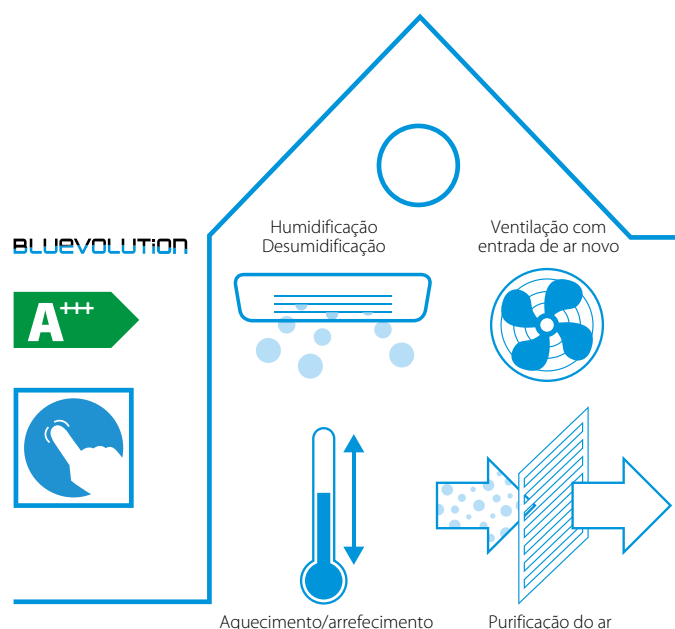 BLUEVOLUTION
A+++
Humidificação
Desumidificação
Ventilação com
entrada de ar novo
Aquecimento/arrefecimento
Purificação do ar